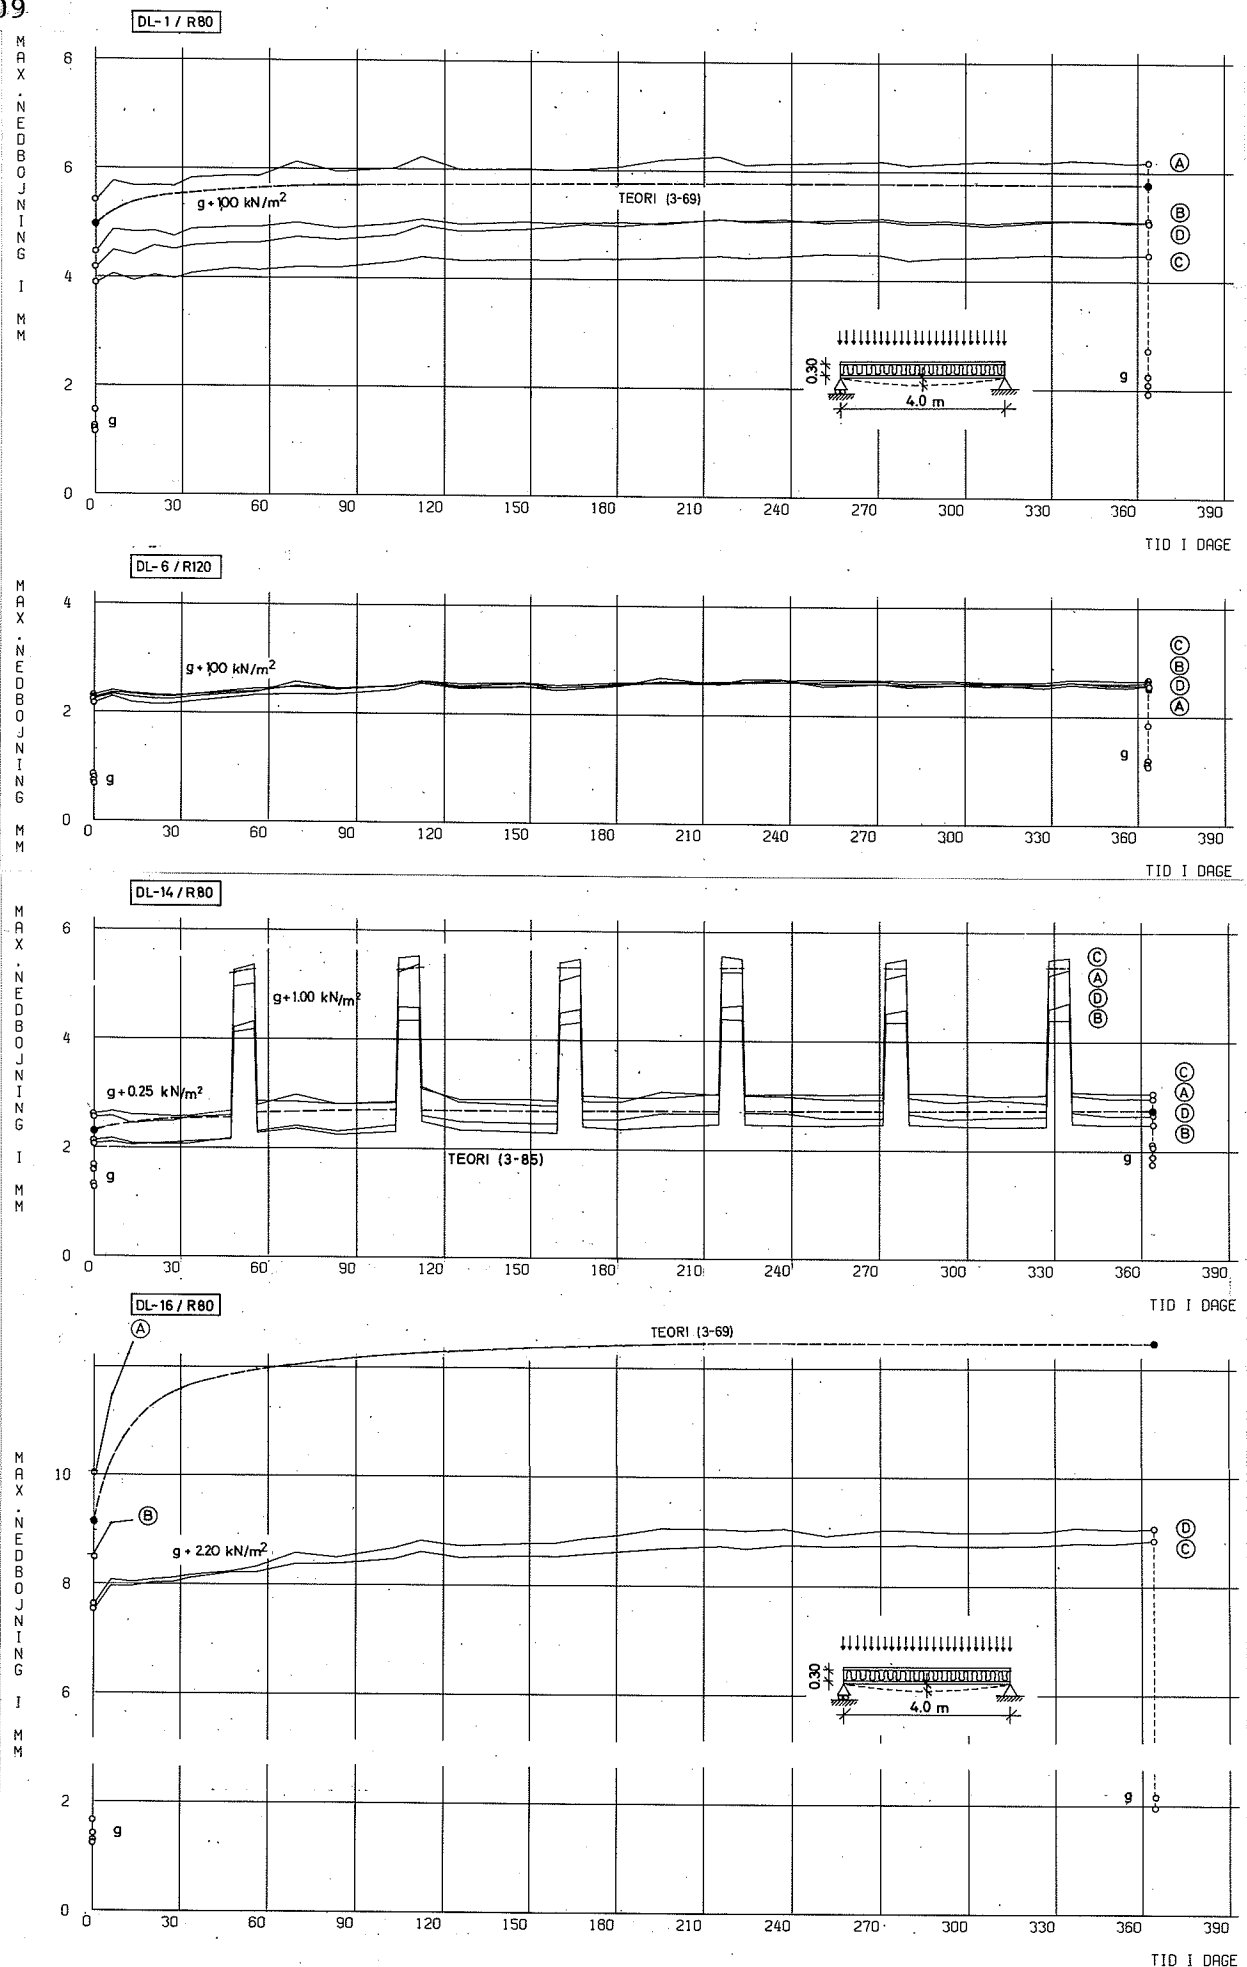 09
DL-1 / R80
MAX.NEDBOJNING I MM
6
6
A
g+1,00 kN/m²
TEORI (3-69)
B
D
C
4
0.30
4.0 m
g
2
g
0
0 30 60 90 120 150 180 210 240 270 300 330 360 390
TID I DAGE
DL-6 / R120
MAX.NEDBOJNING MM
4
g+1,00 kN/m²
C
B
D
A
2
g
g
0
0 30 60 90 120 150 180 210 240 270 300 330 360 390
TID I DAGE
DL-14 / R80
MAX.NEDBOJNING I MM
6
C
A
D
B
g+1.00 kN/m²
4
g+0.25 kN/m²
C
A
D
B
2
TEORI (3-85)
g
g
0
0 30 60 90 120 150 180 210 240 270 300 330 360 390
TID I DAGE
DL-16 / R80
A
TEORI (3-69)
MAX.NEDBOJNING I MM
10
B
D
C
g + 2.20 kN/m²
8
0.30
4.0 m
6
2
g
g
0
0 30 60 90 120 150 180 210 240 270 300 330 360 390
TID I DAGE